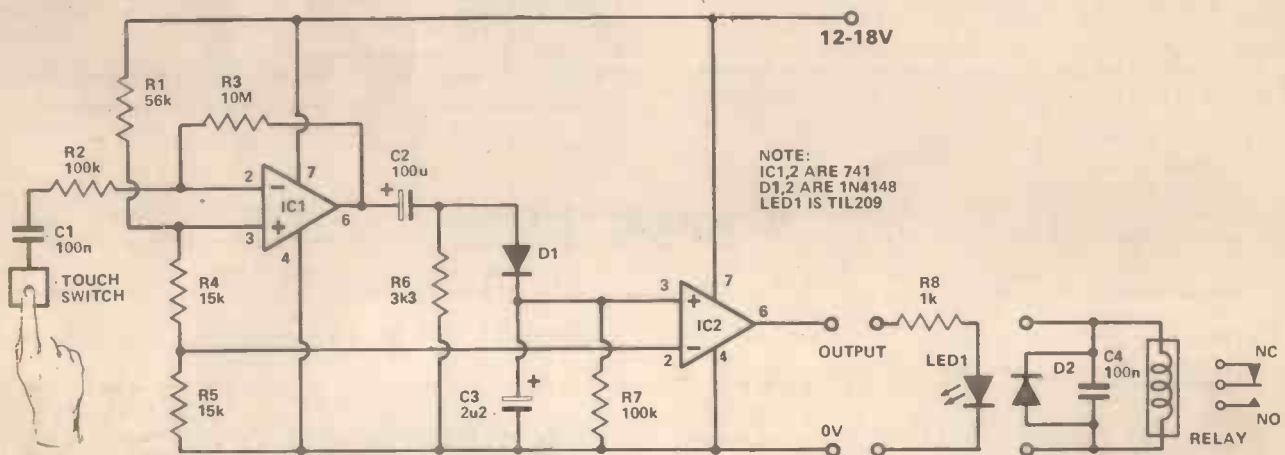 12-18V
R1
56k
R3
10M
R2
100k
C2
100u
+
NOTE:
IC1,2 ARE 741
D1,2 ARE 1N4148
LED1 IS TIL209
2
−
7
IC1
6
3
+
4
C1
100n
TOUCH
SWITCH
R4
15k
R6
3k3
D1
3
+
7
IC2
6
2
−
4
R8
1k
OUTPUT
LED1
D2
C4
100n
NC
NO
RELAY
R5
15k
C3
2u2
+
R7
100k
0V